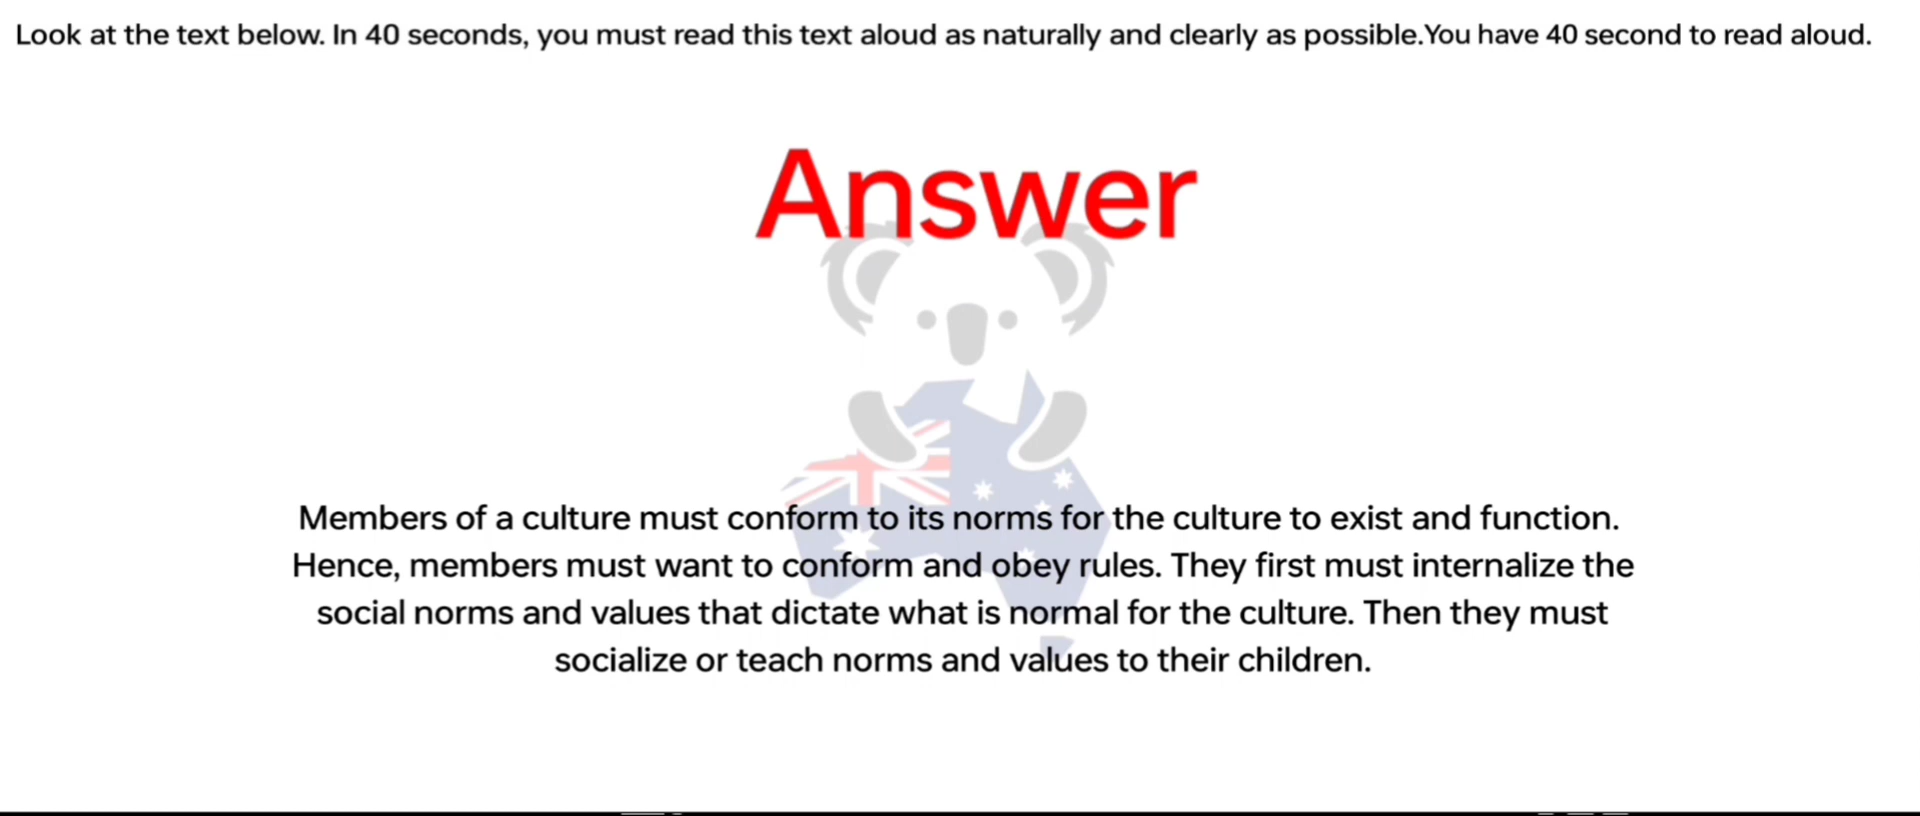 Look at the text below. In 40 seconds, you must read this text aloud as naturally and clearly as possible.You have 40 second to read aloud.
Answer
Members of a culture must conform to its norms for the culture to exist and function.
Hence, members must want to conform and obey rules. They first must internalize the
social norms and values that dictate what is normal for the culture. Then they must
socialize or teach norms and values to their children.